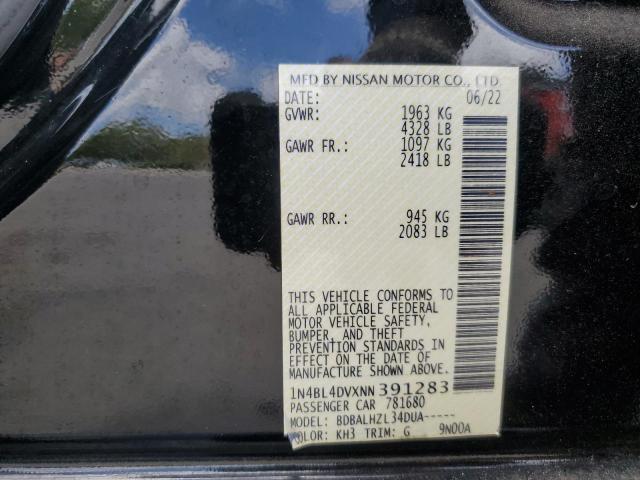 MFD BY NISSAN MOTOR CO., LTD
DATE: 06/22
GVWR: 1963 KG
4328 LB
GAWR FR.: 1097 KG
2418 LB
GAWR RR.: 945 KG
2083 LB
THIS VEHICLE CONFORMS TO
ALL APPLICABLE FEDERAL
MOTOR VEHICLE SAFETY,
BUMPER, AND THEFT
PREVENTION STANDARDS IN
EFFECT ON THE DATE OF
MANUFACTURE SHOWN ABOVE.
1N4BL4DVXNN391283
PASSENGER CAR 781680
MODEL: BDBALHZL34DUA-----
COLOR: KH3 TRIM: G 9N00A